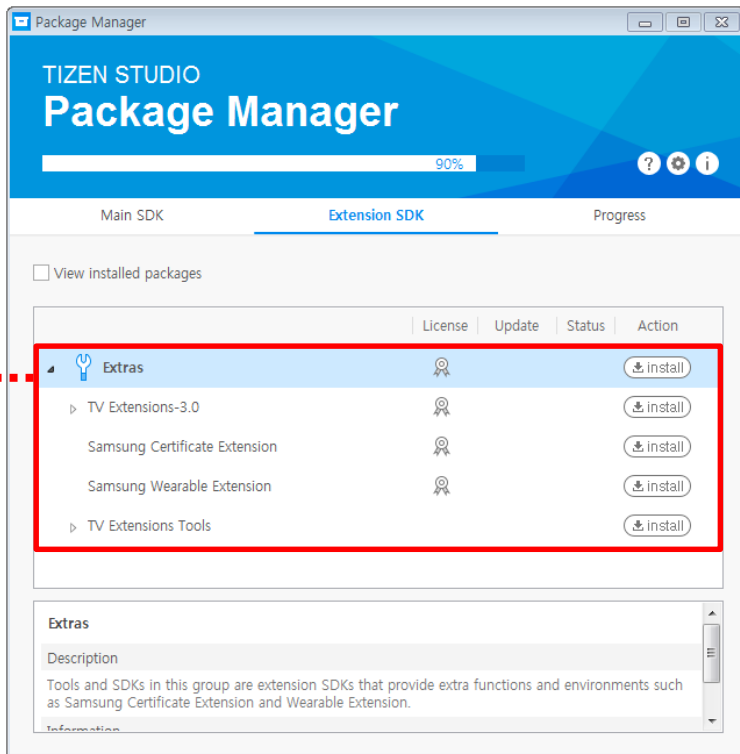 Package Manager
TIZEN STUDIO
Package Manager
90%
? i
Main SDK Extension SDK Progress
View installed packages
License Update Status Action
Extras install
TV Extensions-3.0 install
Samsung Certificate Extension install
Samsung Wearable Extension install
TV Extensions Tools install
Extras
Description
Tools and SDKs in this group are extension SDKs that provide extra functions and environments such
as Samsung Certificate Extension and Wearable Extension.
Information